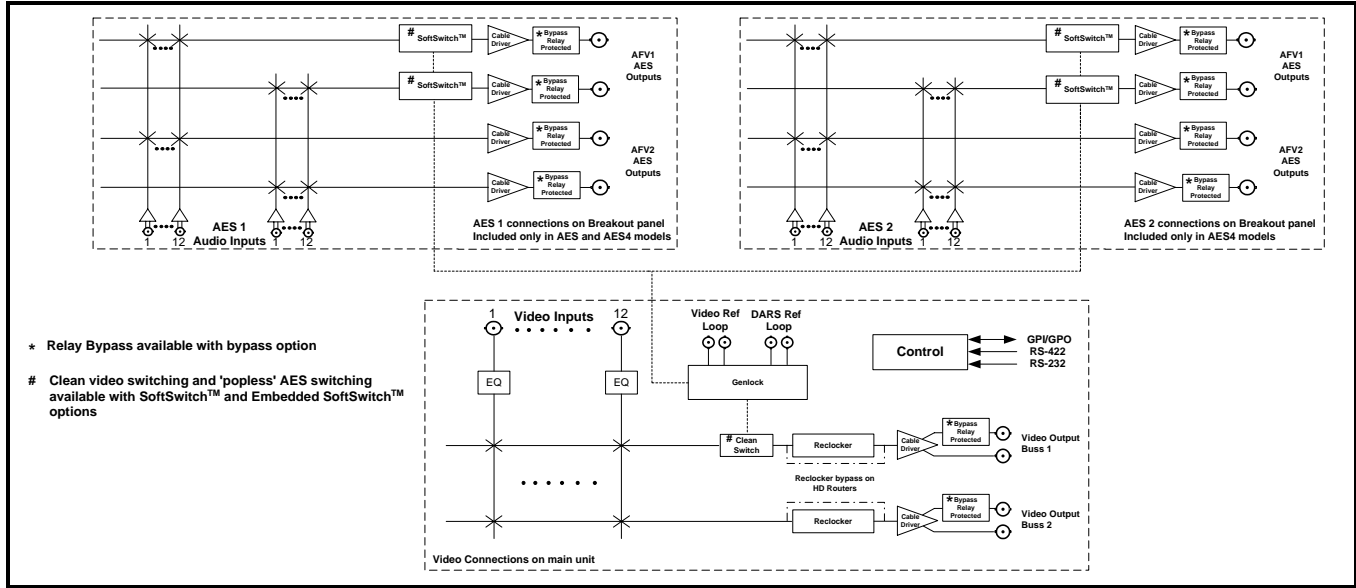 # SoftSwitch™
Cable Driver
* Bypass Relay Protected
# SoftSwitch™
Cable Driver
* Bypass Relay Protected
AFV1
AES
Outputs
Cable Driver
* Bypass Relay Protected
Cable Driver
* Bypass Relay Protected
AFV2
AES
Outputs
1 12
AES 1
Audio Inputs
1 12
AES 1 connections on Breakout panel
Included only in AES and AES4 models
# SoftSwitch™
Cable Driver
* Bypass Relay Protected
# SoftSwitch™
Cable Driver
* Bypass Relay Protected
AFV1
AES
Outputs
Cable Driver
* Bypass Relay Protected
Cable Driver
* Bypass Relay Protected
AFV2
AES
Outputs
1 12
AES 2
Audio Inputs
1 12
AES 2 connections on Breakout panel
Included only in AES4 models
* Relay Bypass available with bypass option
# Clean video switching and 'popless' AES switching
available with SoftSwitch™ and Embedded SoftSwitch™
options
1 Video Inputs 12
EQ
EQ
Video Ref
Loop
DARS Ref
Loop
Genlock
Control
GPI/GPO
RS-422
RS-232
# Clean
Switch
Reclocker
Cable Driver
* Bypass Relay Protected
Video Output
Buss 1
Reclocker bypass on
HD Routers
Reclocker
Cable Driver
* Bypass Relay Protected
Video Output
Buss 2
Video Connections on main unit